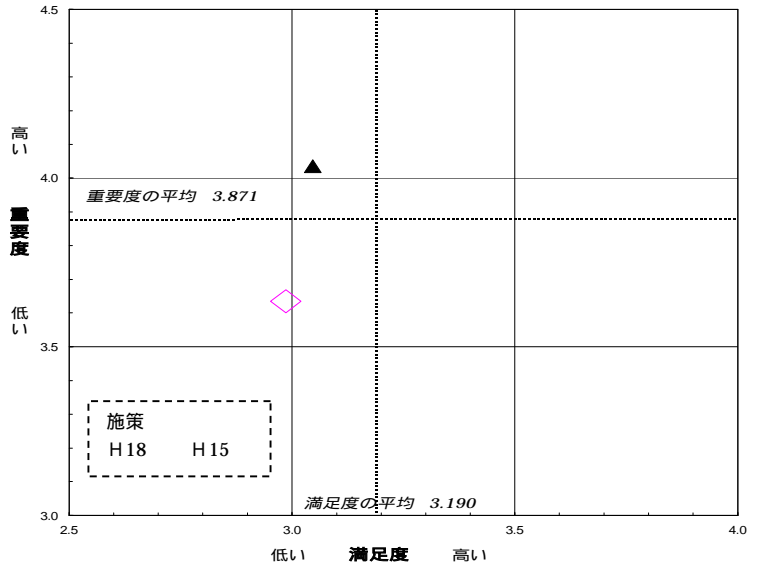 4.5
高い
4.0
重要度の平均 3.871
重要度
低い
3.5
施策
H18 H15
満足度の平均 3.190
3.0
2.5 3.0 3.5 4.0
低い 満足度 高い